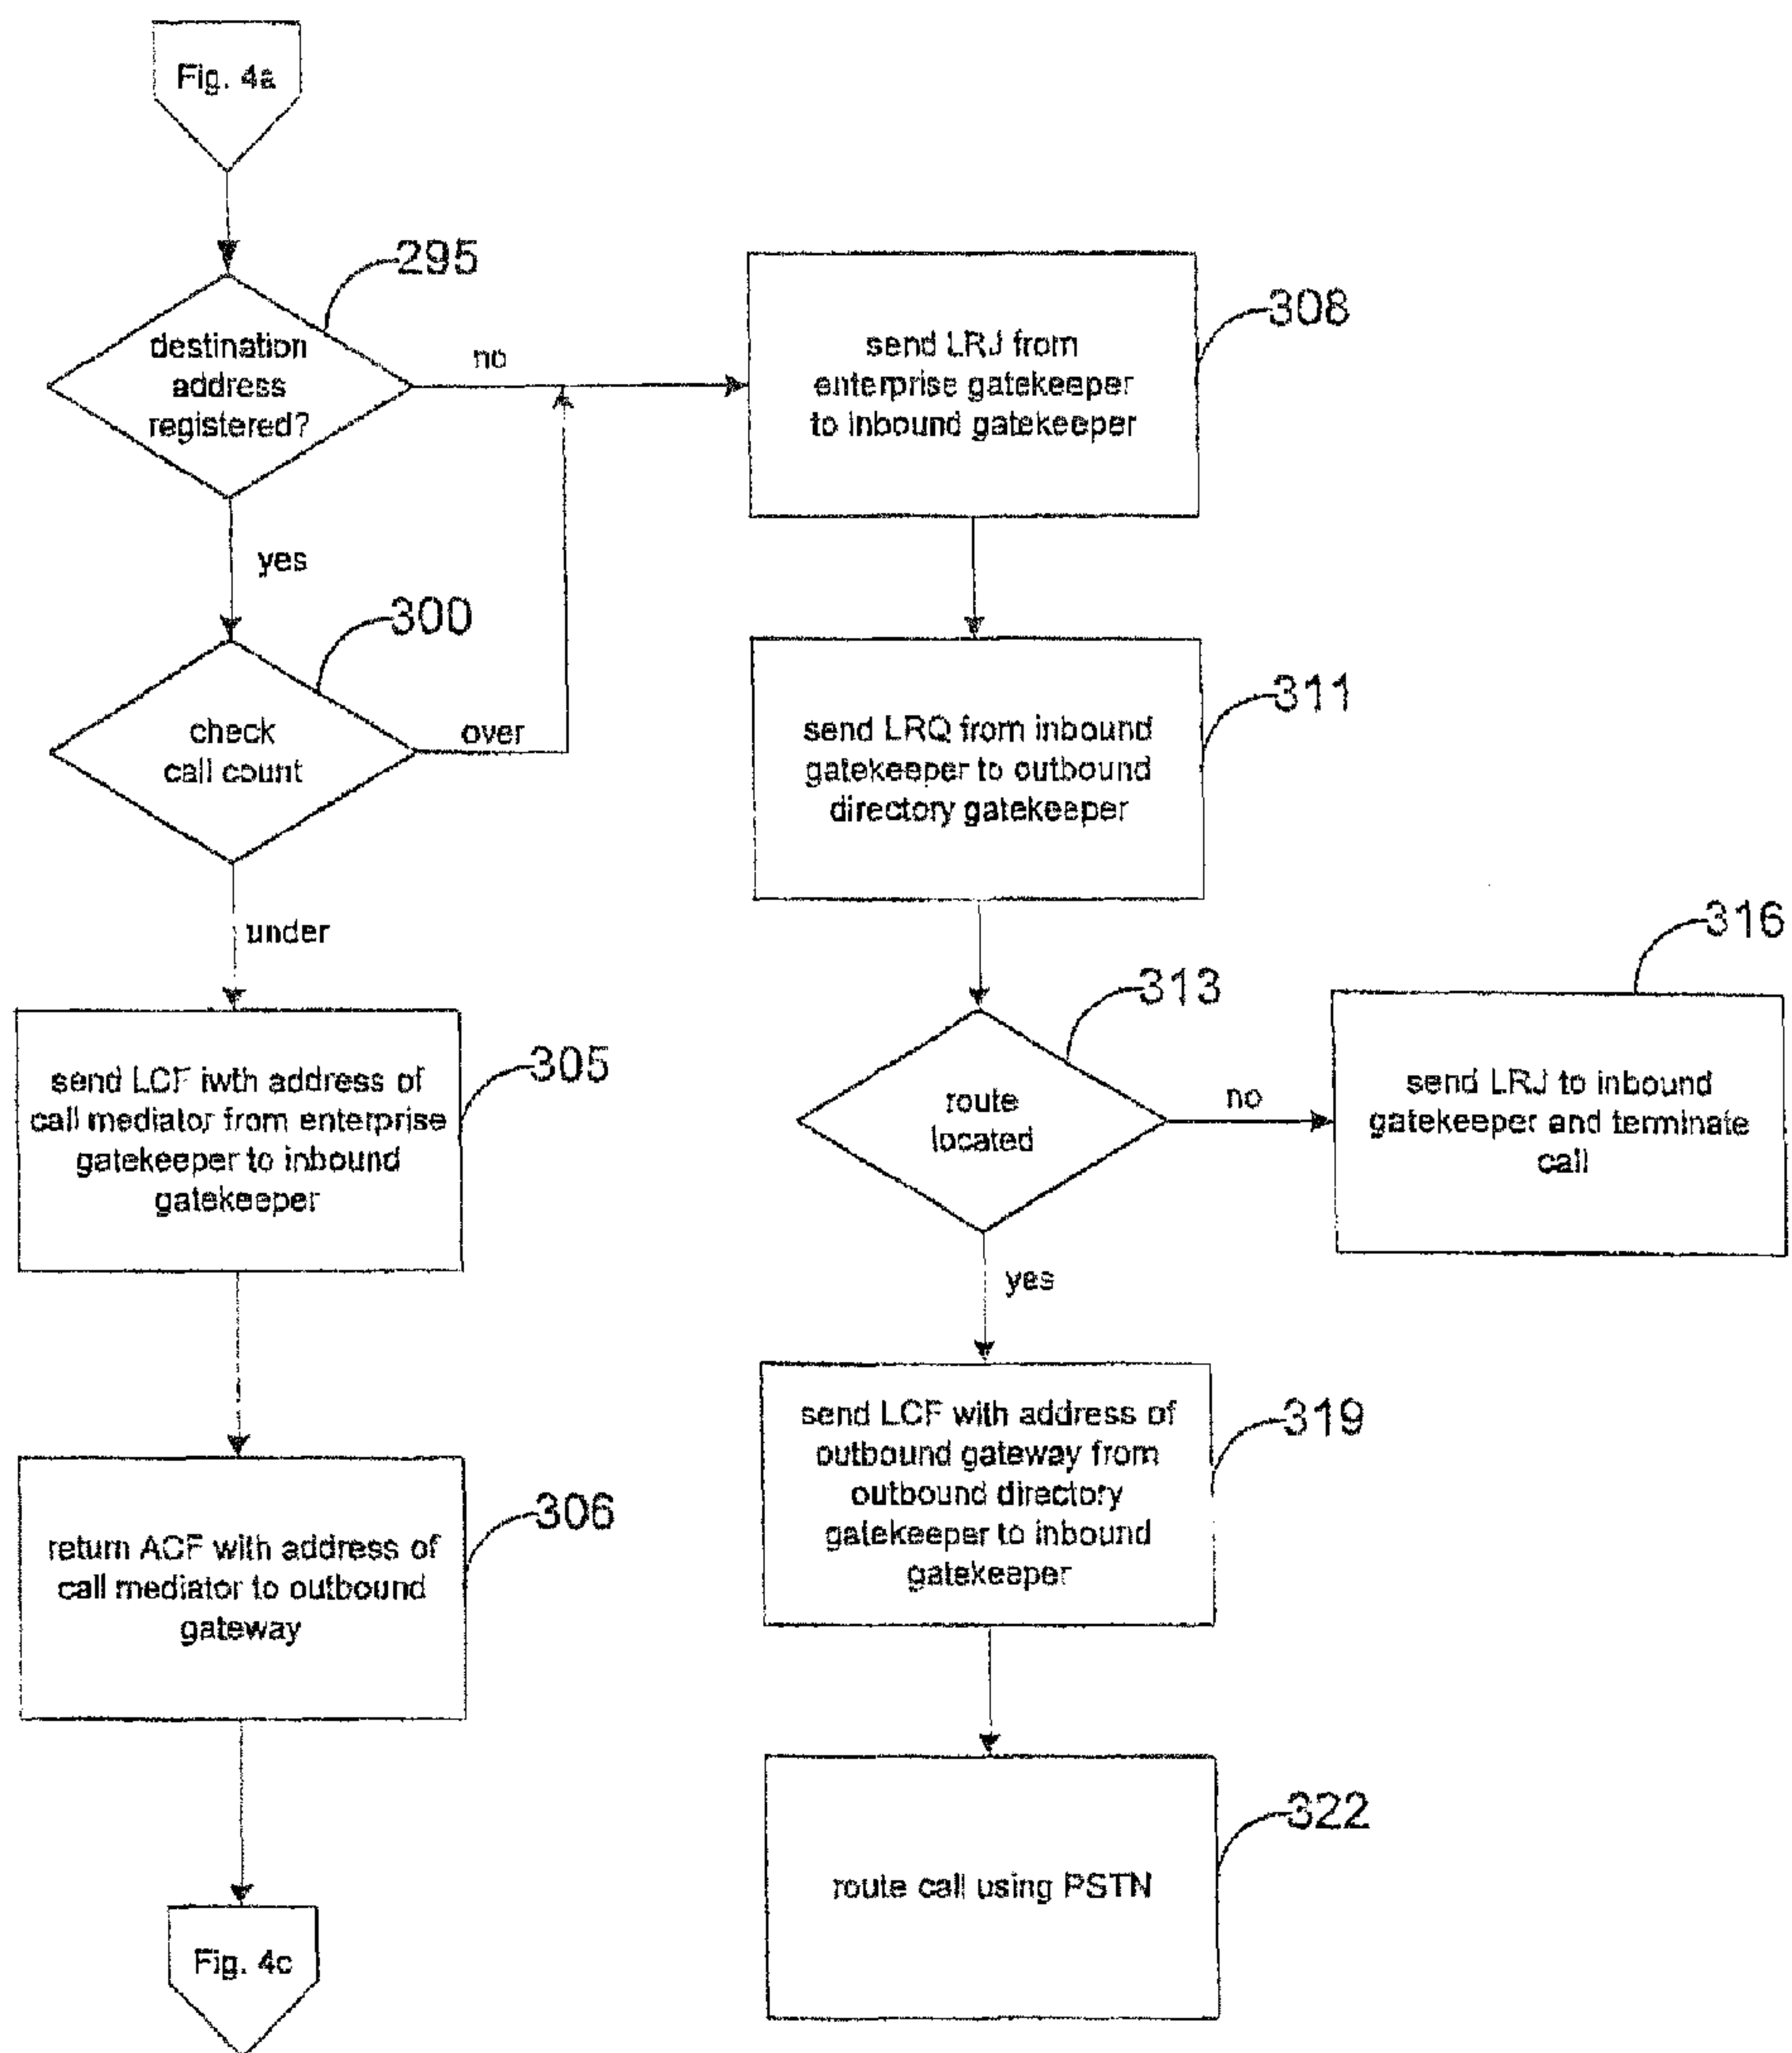 Fig. 4a
295
destination
address
registered?
no
yes
300
check
call count
over
under
send LCF iwth address of
call mediator from enterprise
gatekeeper to inbound
gatekeeper
305
return ACF with address of
call mediator to outbound
gateway
306
Fig. 4c
send LRJ from
enterprise gatekeeper
to inbound gatekeeper
308
send LRQ from inbound
gatekeeper to outbound
directory gatekeeper
311
route
located
313
no
send LRJ to inbound
gatekeeper and terminate
call
316
yes
send LCF with address of
outbound gateway from
outbound directory
gatekeeper to inbound
gatekeeper
319
route call using PSTN
322